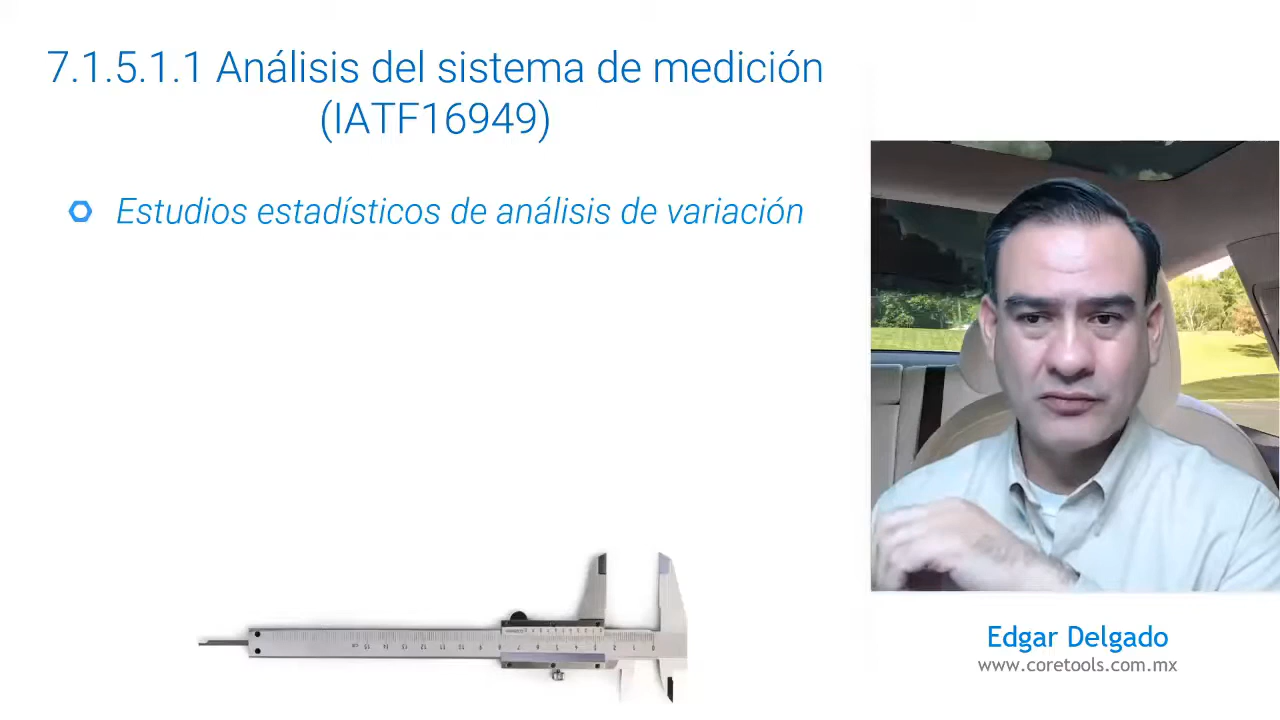 7.1.5.1.1 Análisis del sistema de medición
(IATF16949)
Estudios estadísticos de análisis de variación
Edgar Delgado
www.coretools.com.mx